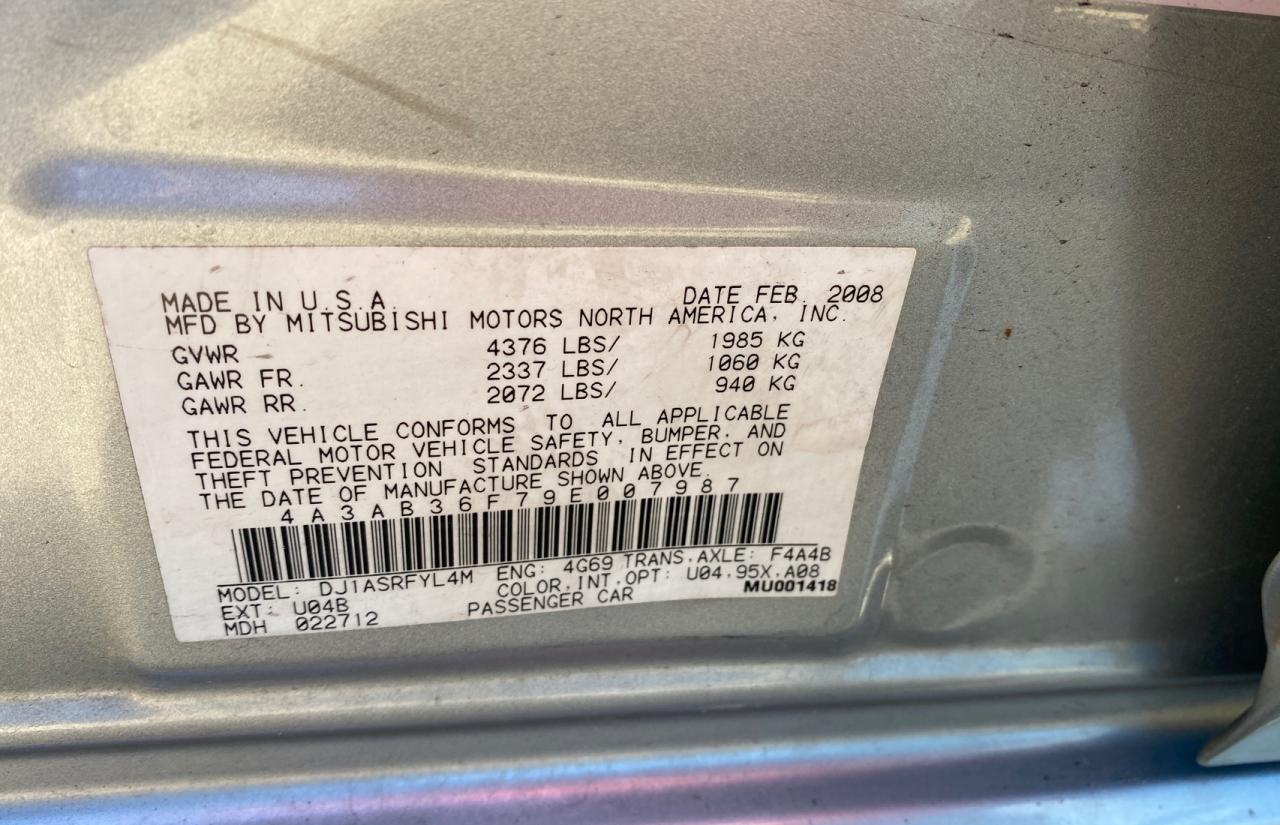 MADE IN U.S.A. DATE FEB. 2008
MFD BY MITSUBISHI MOTORS NORTH AMERICA, INC.
GVWR 4376 LBS/ 1985 KG
GAWR FR. 2337 LBS/ 1060 KG
GAWR RR. 2072 LBS/ 940 KG
THIS VEHICLE CONFORMS TO ALL APPLICABLE
FEDERAL MOTOR VEHICLE SAFETY, BUMPER, AND
THEFT PREVENTION STANDARDS IN EFFECT ON
THE DATE OF MANUFACTURE SHOWN ABOVE.
4A3AB36F79E007987
MODEL: DJ1ASRFYL4M ENG: 4G69 TRANS.AXLE: F4A4B
EXT: U04B COLOR.INT.OPT: U04.95X.A08
MDH 022712 PASSENGER CAR MU001418